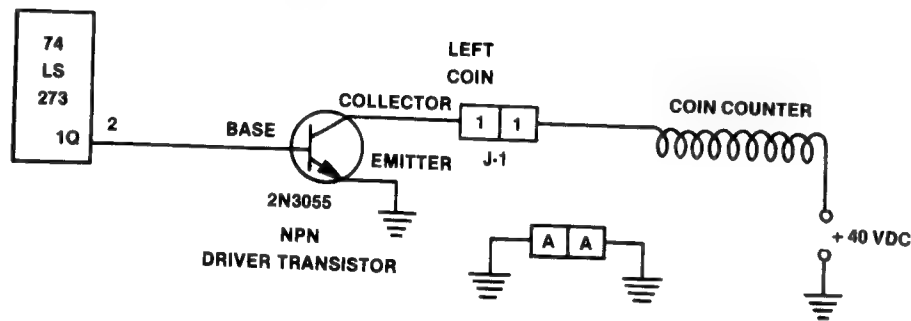 74
LS
273
1Q
2
BASE
COLLECTOR
EMITTER
2N3055
NPN
DRIVER TRANSISTOR
LEFT
COIN
1 1
J-1
COIN COUNTER
+ 40 VDC
A A